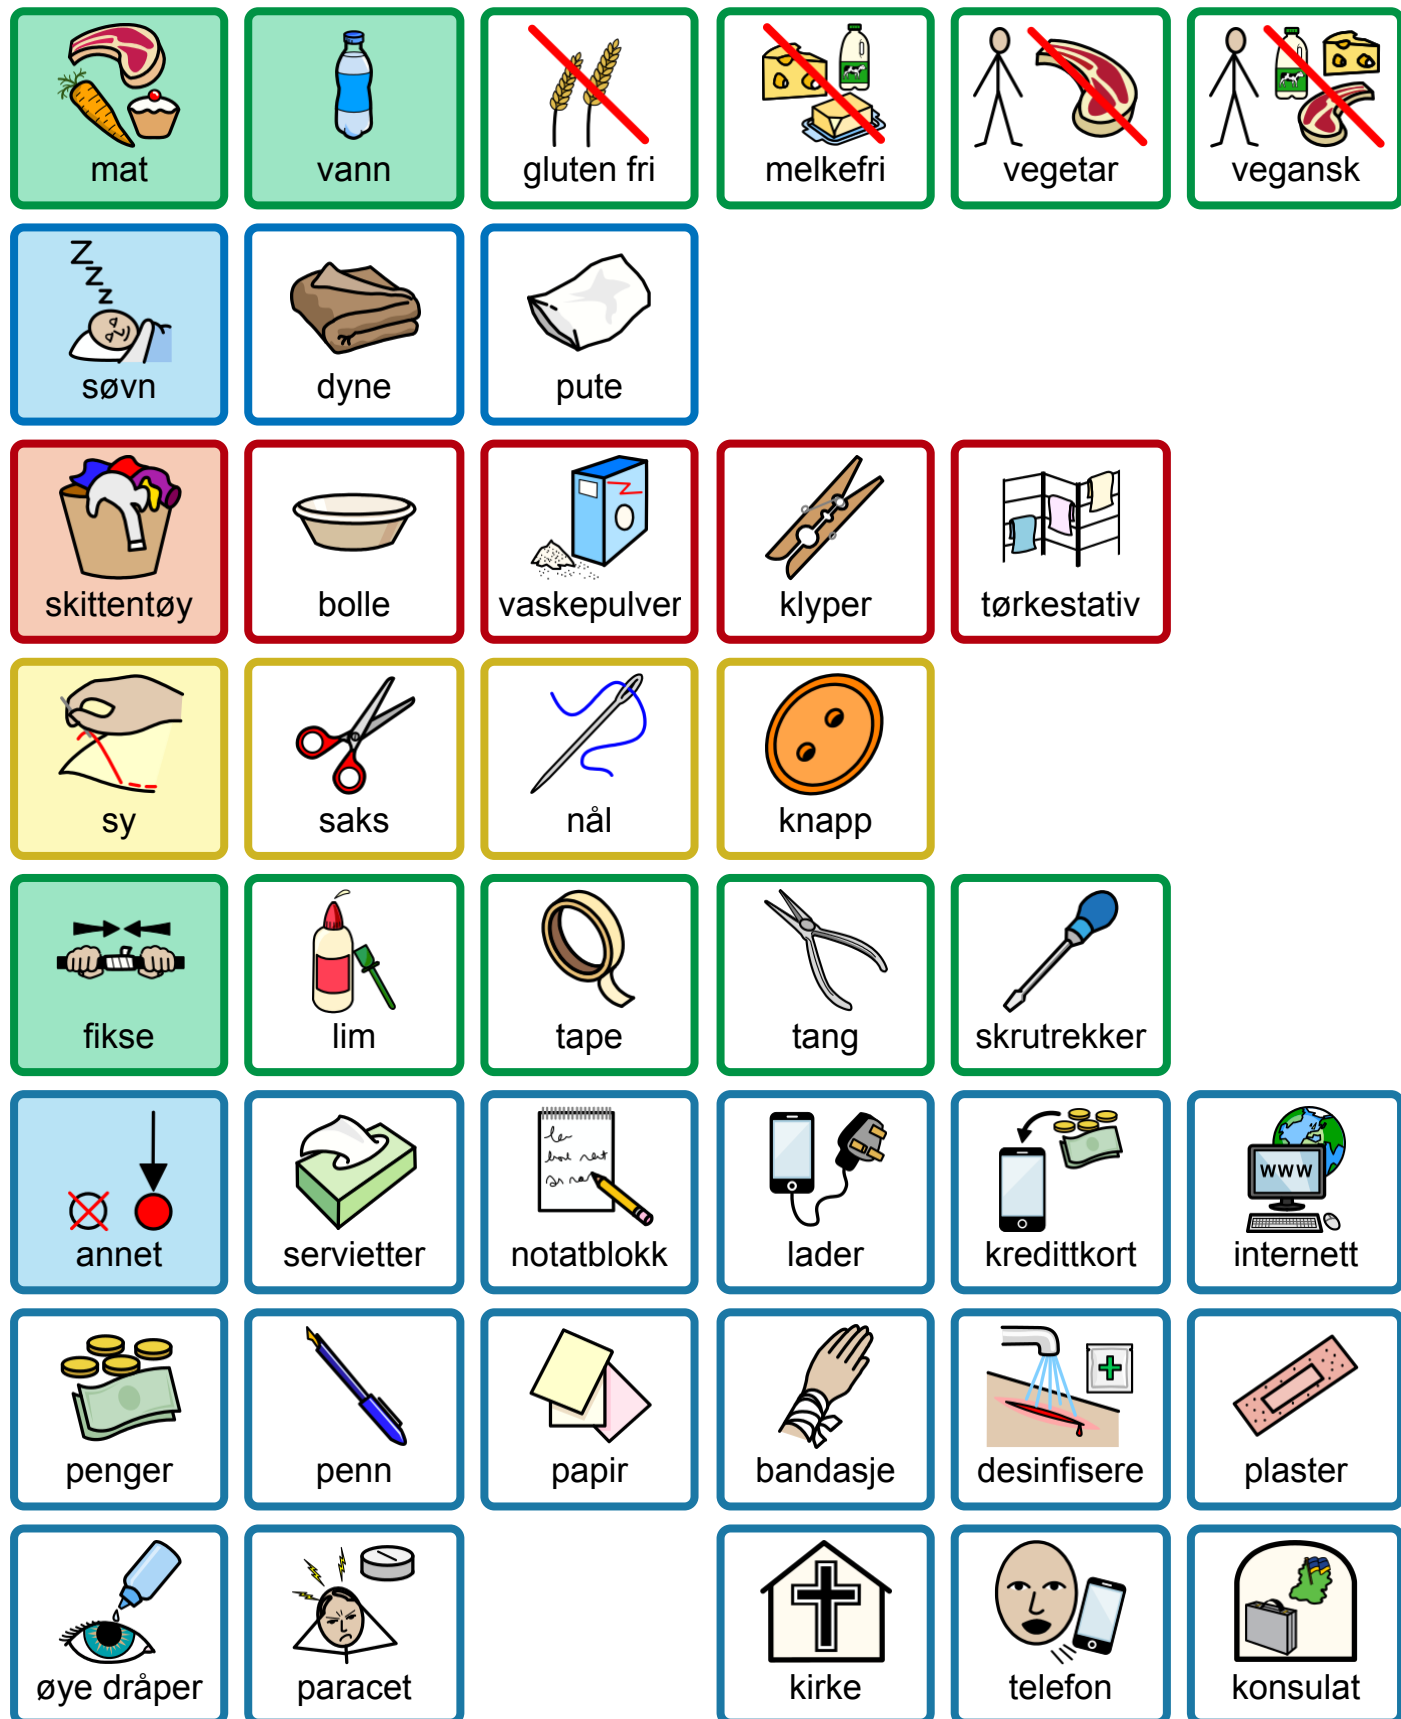 mat
vann
gluten fri
melkefri
vegetar
vegansk
Z
Z
Z
søvn
dyne
pute
skittentøy
bolle
vaskepulver
klyper
tørkestativ
sy
saks
nål
knapp
fikse
lim
tape
tang
skrutrekker
annet
servietter
notatblokk
lader
kredittkort
www
internett
penger
penn
papir
bandasje
desinfisere
plaster
øye dråper
paracet
kirke
telefon
konsulat